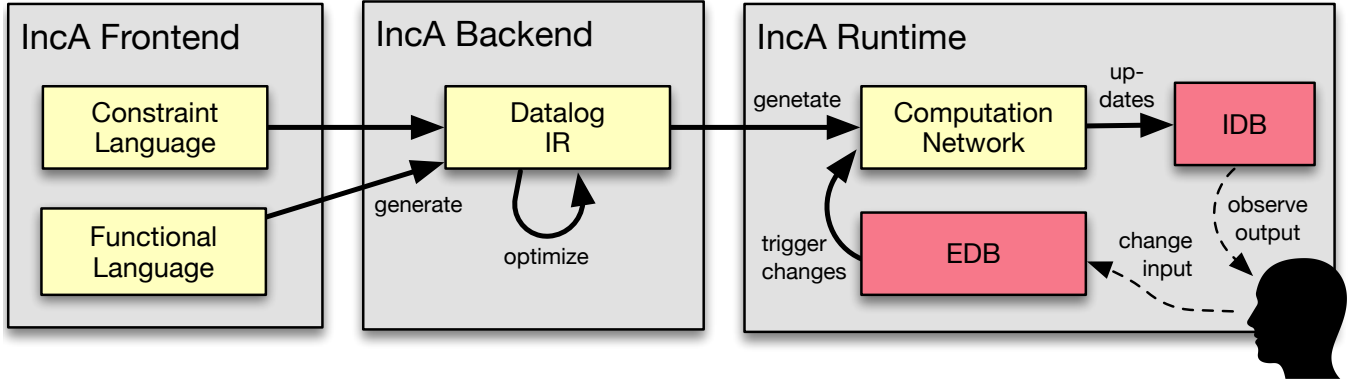 IncA Frontend
Constraint
Language
Functional
Language
IncA Backend
Datalog
IR
generate
optimize
IncA Runtime
genetate
Computation
Network
up-
dates
IDB
trigger
changes
EDB
change
input
observe
output